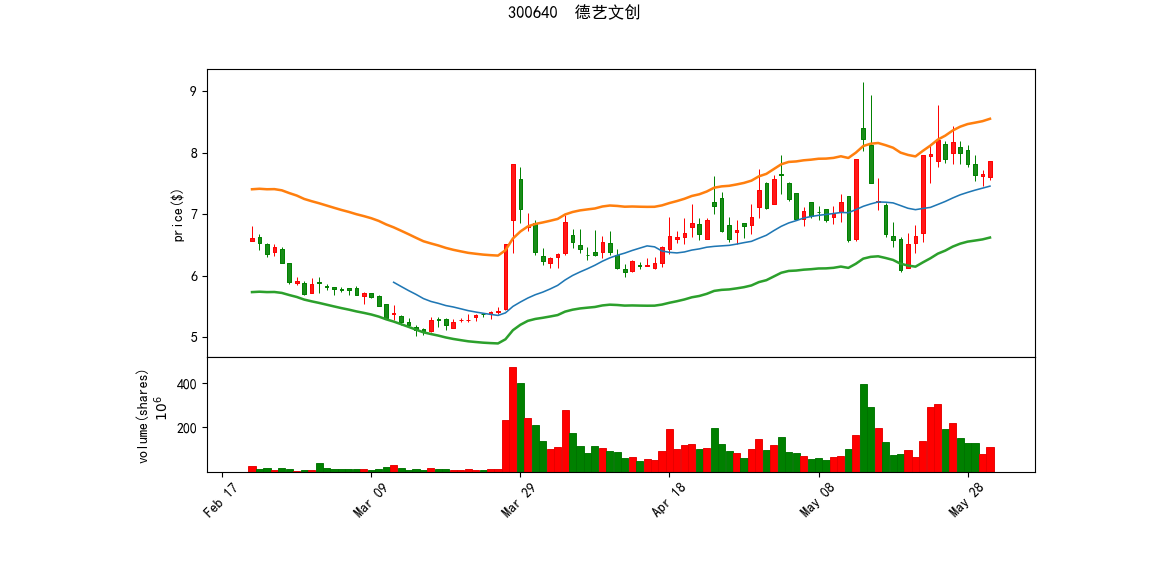 300640 德艺文创
price($)
9
8
7
6
5
volume(shares)
10^6
400
200
Feb 17
Mar 09
Mar 29
Apr 18
May 08
May 28